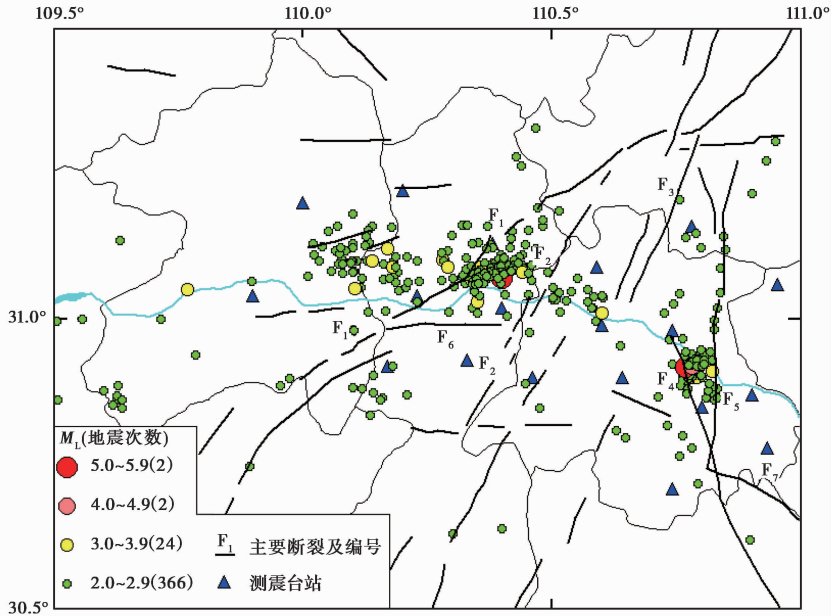 109.5° 110.0° 110.5° 111.0°
F3
F1
F2
31.0°
F1
F6
F2
F4
F5
F7
ML(地震次数)
5.0~5.9(2)
4.0~4.9(2)
3.0~3.9(24)
2.0~2.9(366)
F1 主要断裂及编号
测震台站
30.5°